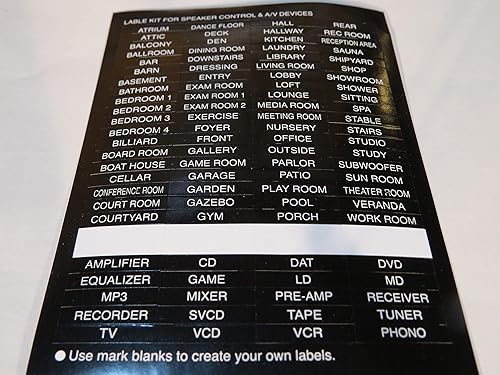 LABLE KIT FOR SPEAKER CONTROL & A/V DEVICES
ATRIUM DANCE FLOOR HALL REAR
ATTIC DECK HALLWAY REC ROOM
BALCONY DEN KITCHEN RECEPTION AREA
BALLROOM DINING ROOM LAUNDRY SAUNA
BAR DOWNSTAIRS LIBRARY SHIPYARD
BARN DRESSING LIVING ROOM SHOP
BASEMENT ENTRY LOBBY SHOWROOM
BATHROOM EXAM ROOM LOFT SHOWER
BEDROOM 1 EXAM ROOM 1 LOUNGE SITTING
BEDROOM 2 EXAM ROOM 2 MEDIA ROOM SPA
BEDROOM 3 EXERCISE MEETING ROOM STABLE
BEDROOM 4 FOYER NURSERY STAIRS
BILLIARD FRONT OFFICE STUDIO
BOARD ROOM GALLERY OUTSIDE STUDY
BOAT HOUSE GAME ROOM PARLOR SUBWOOFER
CELLAR GARAGE PATIO SUN ROOM
CONFERENCE ROOM GARDEN PLAY ROOM THEATER ROOM
COURT ROOM GAZEBO POOL VERANDA
COURTYARD GYM PORCH WORK ROOM
AMPLIFIER CD DAT DVD
EQUALIZER GAME LD MD
MP3 MIXER PRE-AMP RECEIVER
RECORDER SVCD TAPE TUNER
TV VCD VCR PHONO
● Use mark blanks to create your own labels.